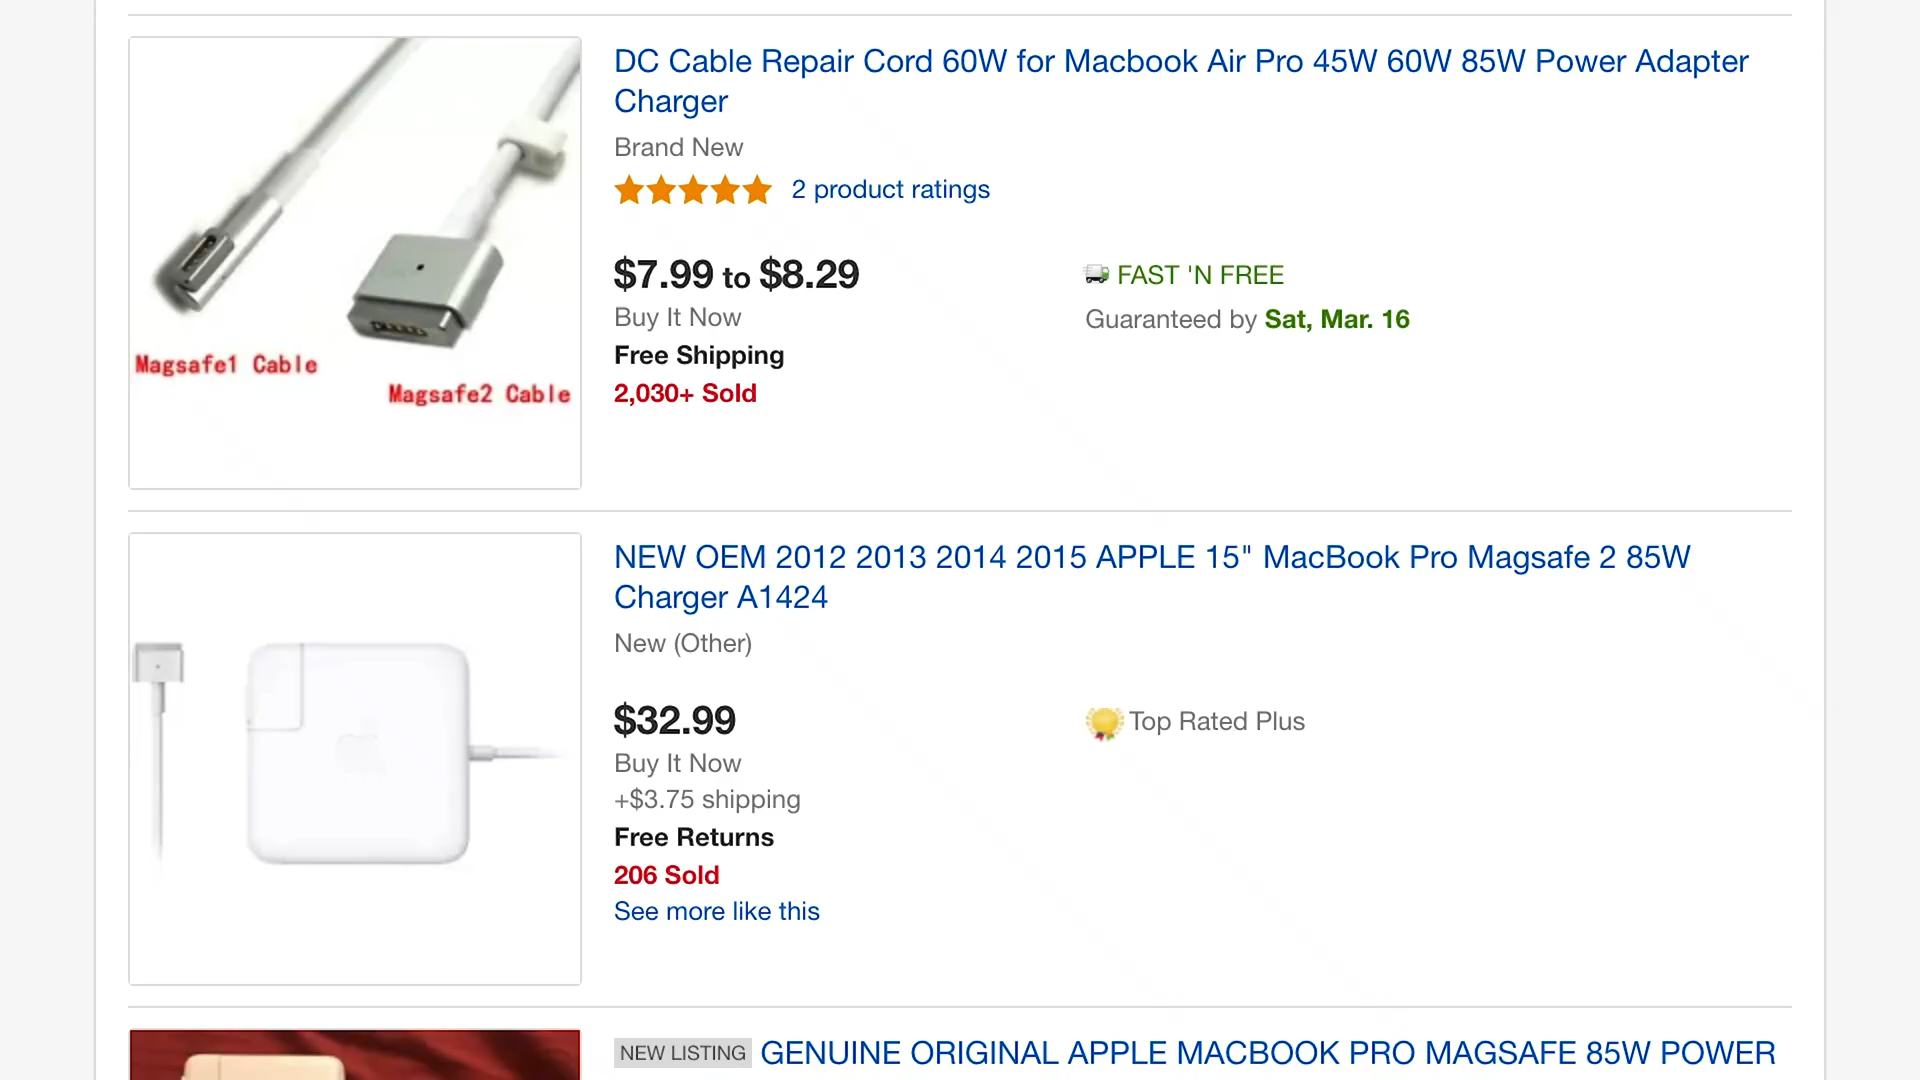 DC Cable Repair Cord 60W for Macbook Air Pro 45W 60W 85W Power Adapter
Charger
Brand New
2 product ratings
$7.99 to $8.29
FAST 'N FREE
Buy It Now
Guaranteed by Sat, Mar. 16
Free Shipping
2,030+ Sold
Magsafe1 Cable
Magsafe2 Cable
NEW OEM 2012 2013 2014 2015 APPLE 15" MacBook Pro Magsafe 2 85W
Charger A1424
New (Other)
$32.99
Top Rated Plus
Buy It Now
+$3.75 shipping
Free Returns
206 Sold
See more like this
NEW LISTING GENUINE ORIGINAL APPLE MACBOOK PRO MAGSAFE 85W POWER